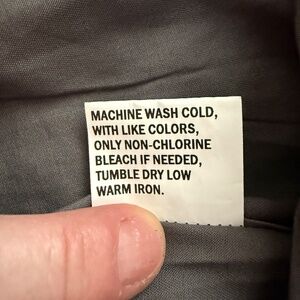 MACHINE WASH COLD,
WITH LIKE COLORS,
ONLY NON-CHLORINE
BLEACH IF NEEDED,
TUMBLE DRY LOW
WARM IRON.